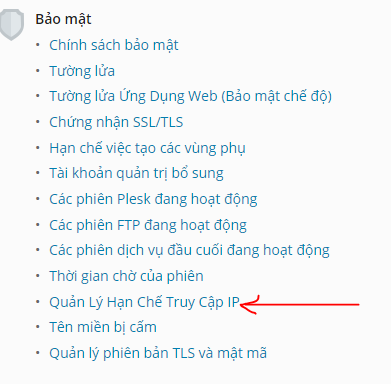 Bảo mật
Chính sách bảo mật
Tường lửa
Tường lửa Ứng Dụng Web (Bảo mật chế độ)
Chứng nhận SSL/TLS
Hạn chế việc tạo các vùng phụ
Tài khoản quản trị bổ sung
Các phiên Plesk đang hoạt động
Các phiên FTP đang hoạt động
Các phiên dịch vụ đầu cuối đang hoạt động
Thời gian chờ của phiên
Quản Lý Hạn Chế Truy Cập IP
Tên miền bị cấm
Quản lý phiên bản TLS và mật mã